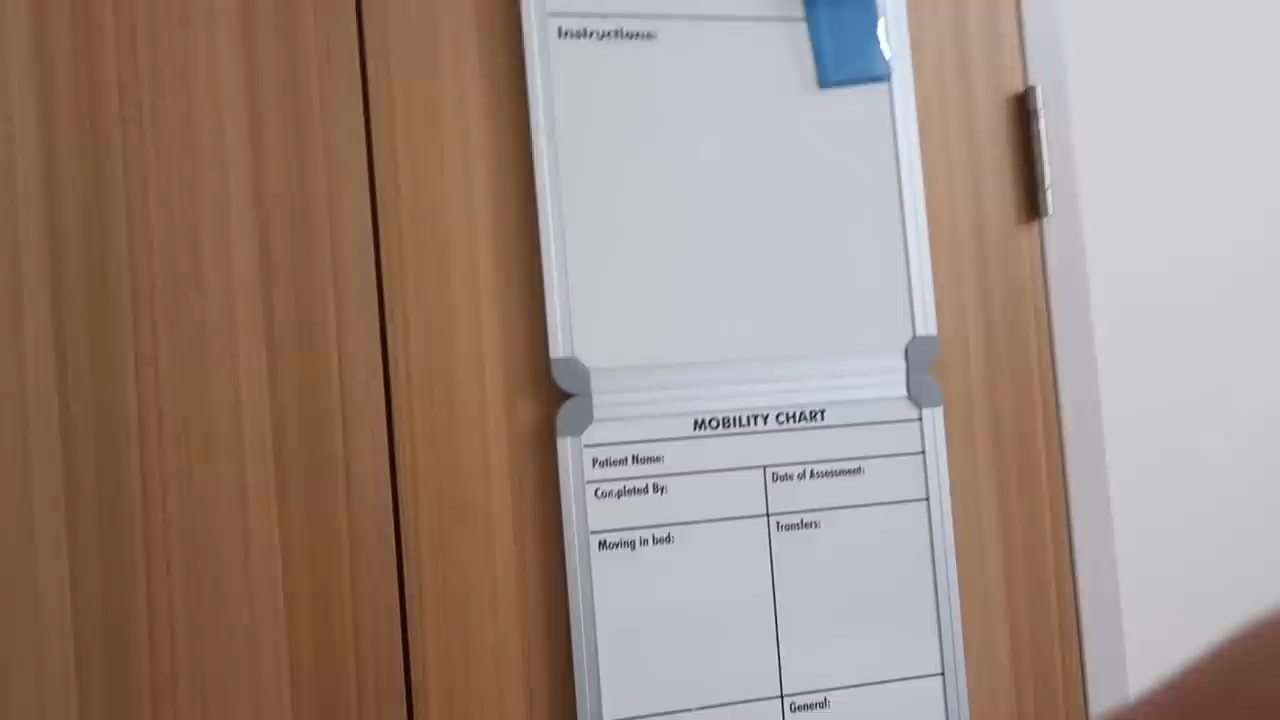 Instructions:
MOBILITY CHART
Patient Name:
Completed By:
Date of Assessment:
Moving in bed:
Transfers:
General: